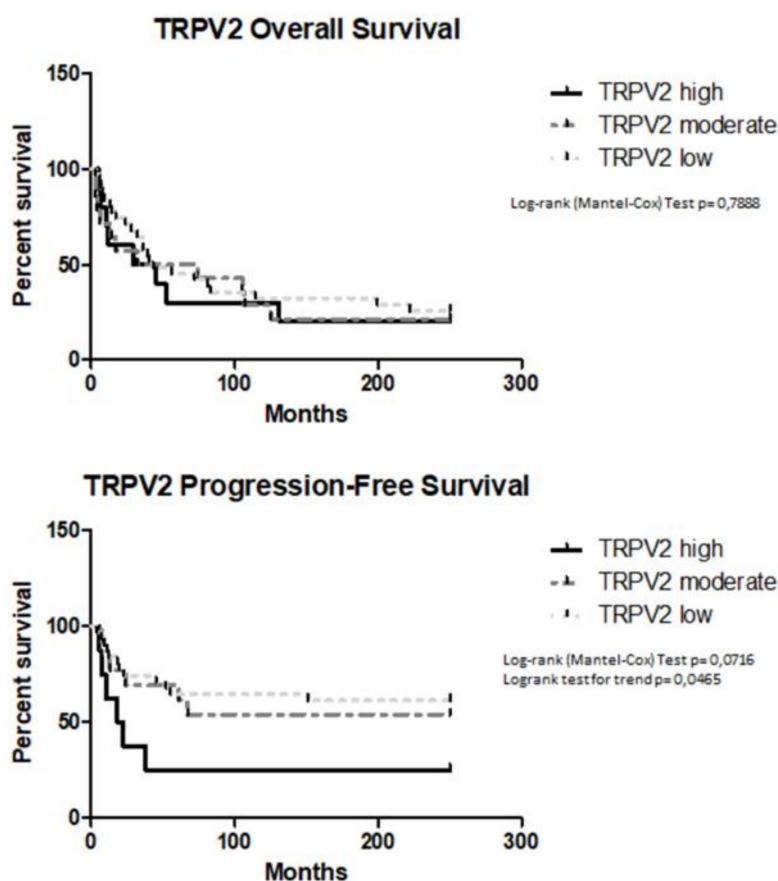 TRPV2 Overall Survival
150
100
50
0
Percent survival
0 100 200 300
Months
TRPV2 high
TRPV2 moderate
TRPV2 low
Log-rank (Mantel-Cox) Test p= 0,7888
TRPV2 Progression-Free Survival
150
100
50
0
Percent survival
0 100 200 300
Months
TRPV2 high
TRPV2 moderate
TRPV2 low
Log-rank (Mantel-Cox) Test p= 0,0716
Logrank test for trend p= 0,0465